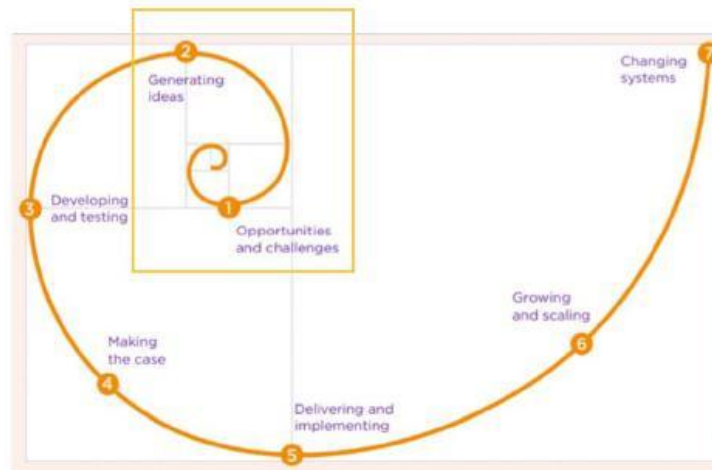 1
Opportunities
and challenges
2
Generating
ideas
3
Developing
and testing
4
Making
the case
5
Delivering and
implementing
6
Growing
and scaling
7
Changing
systems